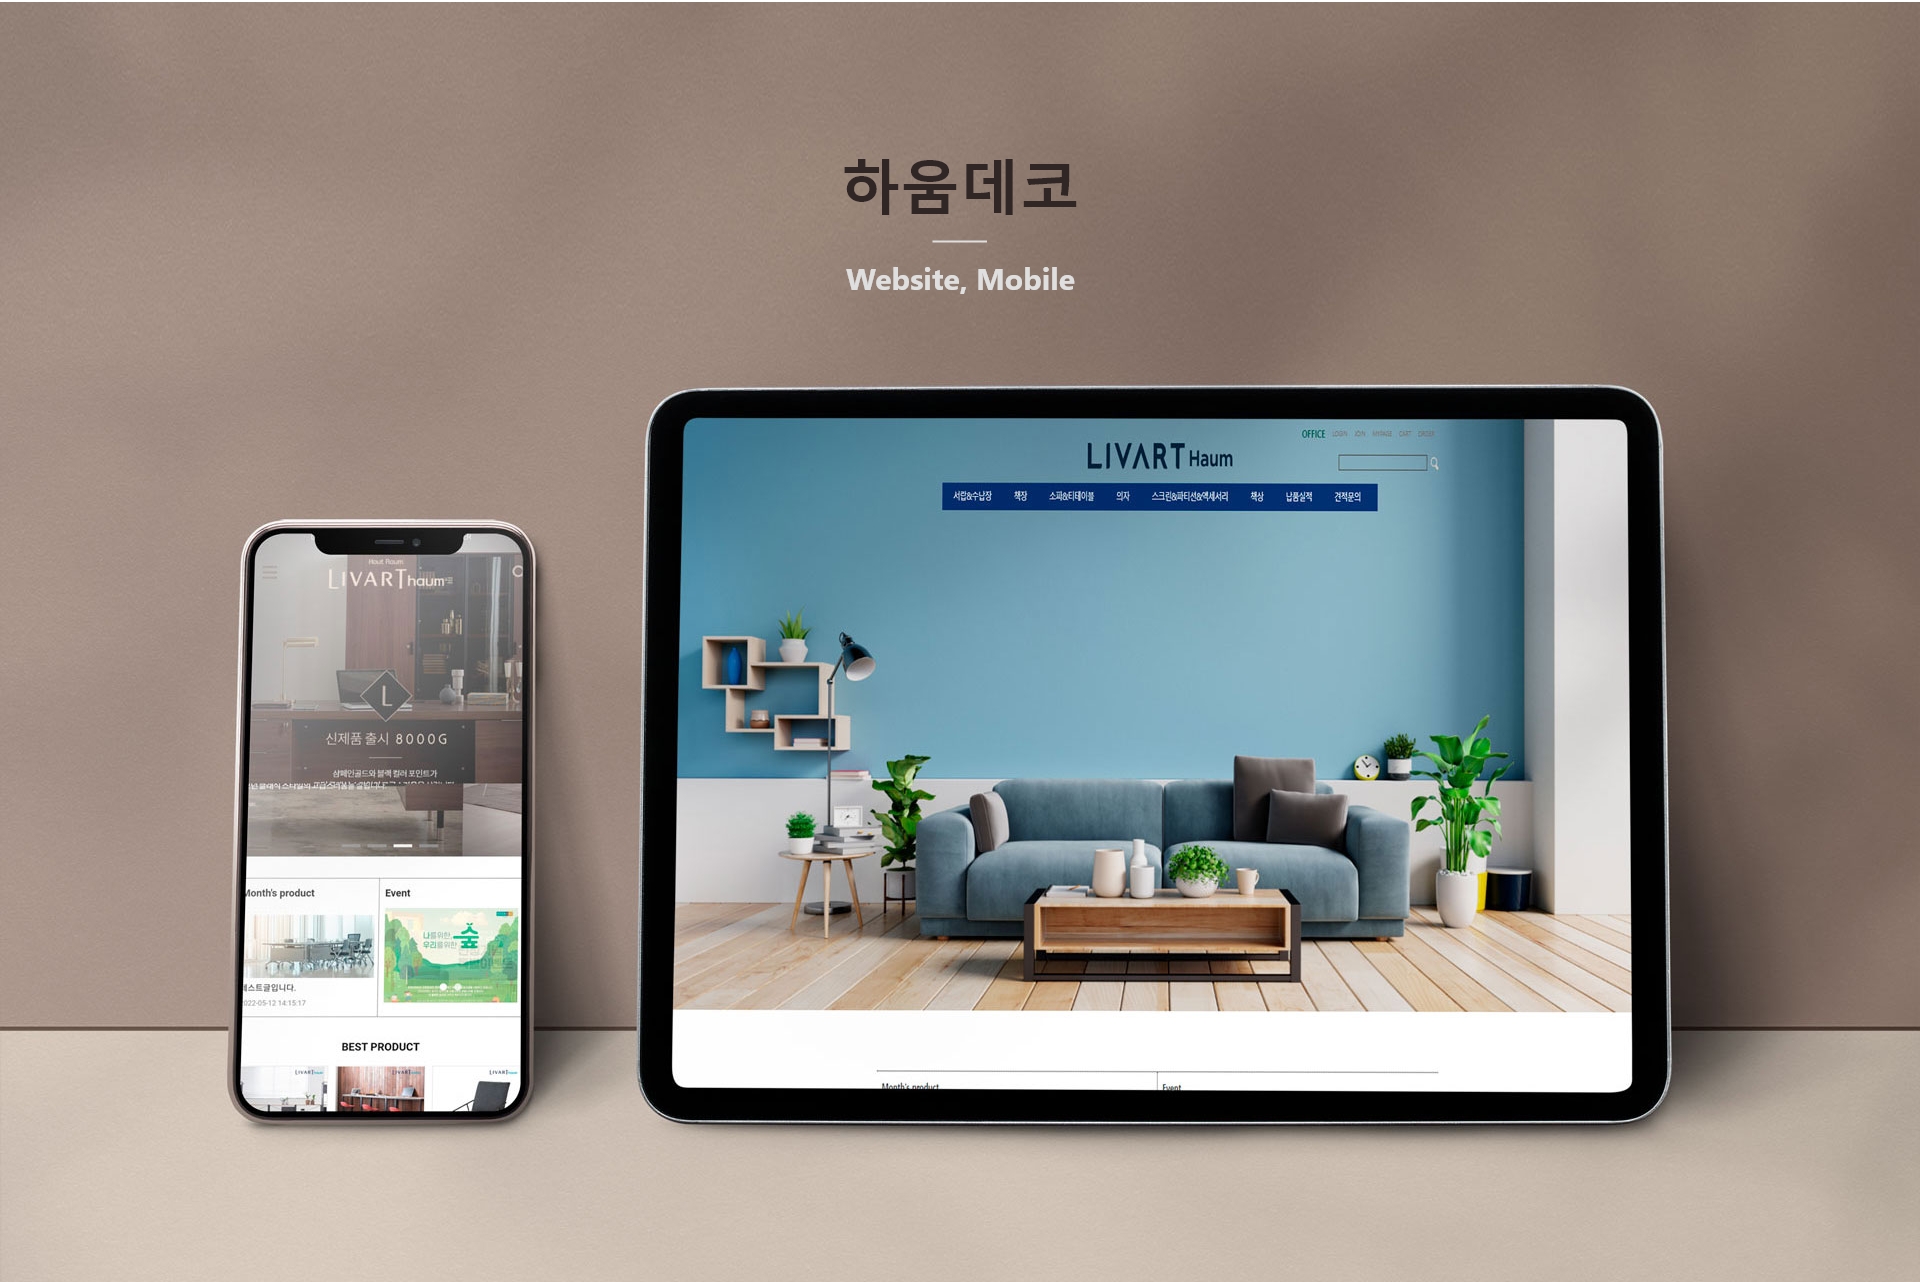 하움데코
Website, Mobile
OFFICE LOGIN JOIN MYPAGE CART ORDER
LIVART Haum
서랍&수납장 책장 소파&티테이블 의자 스크린&파티션&액세서리 책상 납품실적 견적문의
Month's product Event
Haut Raum
LIVART haum
L
신제품 출시 8000G
샴페인골드와 블랙 컬러 포인트가
Month's product Event
나를위한
우리를위한 숲
테스트글입니다.
2022-05-12 14:15:17
BEST PRODUCT
LIVART LIVART LIVART